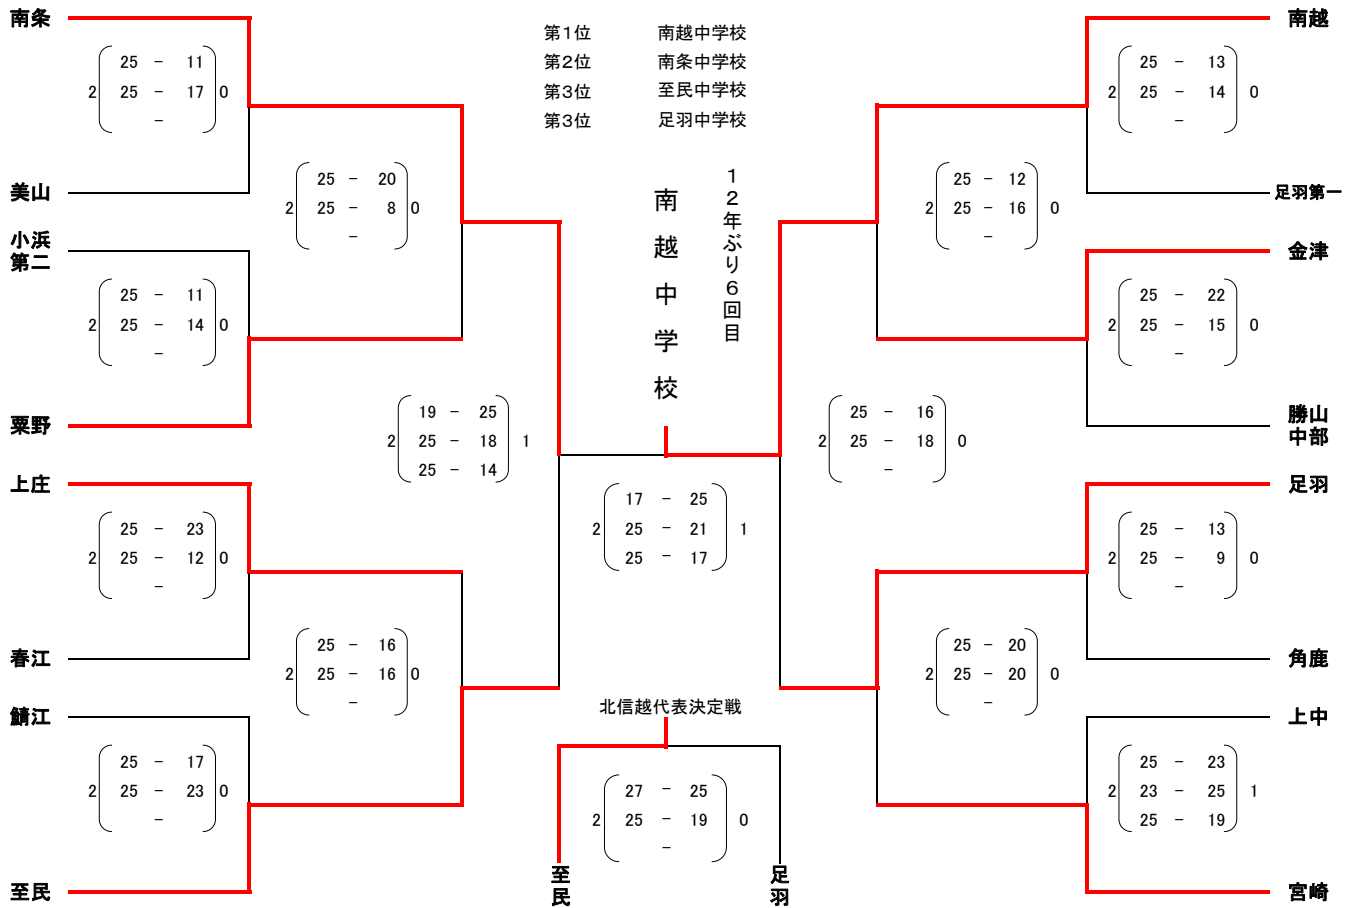 第1位 南越中学校
第2位 南条中学校
第3位 至民中学校
第3位 足羽中学校
南越中学校
12年ぶり6回目
南条
25 － 11
2 25 － 17 0
－
美山
25 － 20
2 25 － 8 0
－
小浜
第二
25 － 11
2 25 － 14 0
－
粟野
19 － 25
2 25 － 18 1
25 － 14
上庄
25 － 23
2 25 － 12 0
－
春江
25 － 16
2 25 － 16 0
－
鯖江
25 － 17
2 25 － 23 0
－
至民
17 － 25
2 25 － 21 1
25 － 17
北信越代表決定戦
27 － 25
2 25 － 19 0
－
至民
足羽
南越
25 － 13
2 25 － 14 0
－
足羽第一
25 － 12
2 25 － 16 0
－
金津
25 － 22
2 25 － 15 0
－
勝山
中部
25 － 16
2 25 － 18 0
－
足羽
25 － 13
2 25 － 9 0
－
角鹿
25 － 20
2 25 － 20 0
－
上中
25 － 23
2 23 － 25 1
25 － 19
宮崎